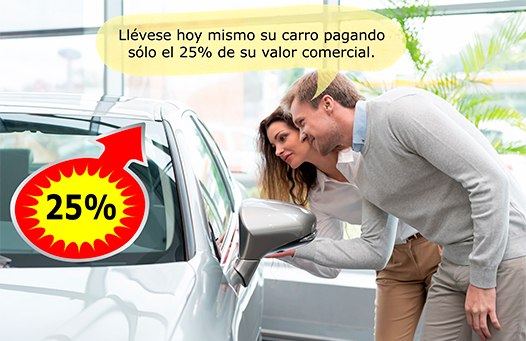 Llévese hoy mismo su carro pagando
sólo el 25% de su valor comercial.
25%